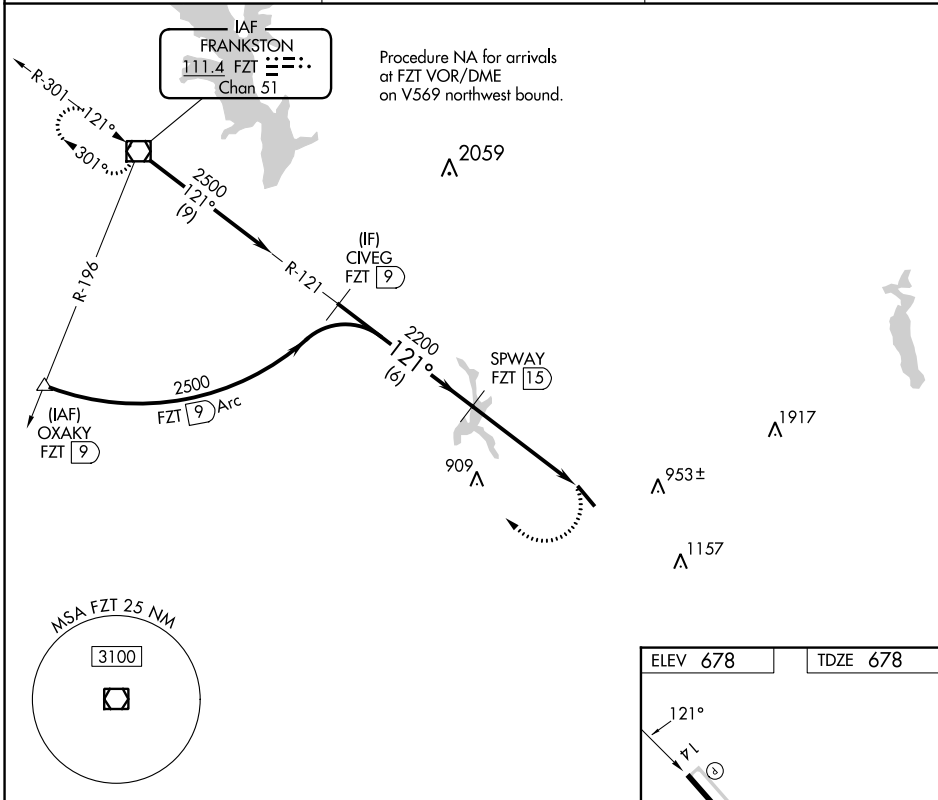 IAF
FRANKSTON
111.4 FZT
Chan 51
Procedure NA for arrivals
at FZT VOR/DME
on V569 northwest bound.
R-301
121°
301°
2059
2500
121°
(9)
R-196
R-121
(IF)
CIVEG
FZT 9
2200
121°
(6)
SPWAY
FZT 15
2500
FZT 9 Arc
(IAF)
OXAKY
FZT 9
1917
909
953±
1157
MSA FZT 25 NM
3100
ELEV 678
TDZE 678
121°
14
P